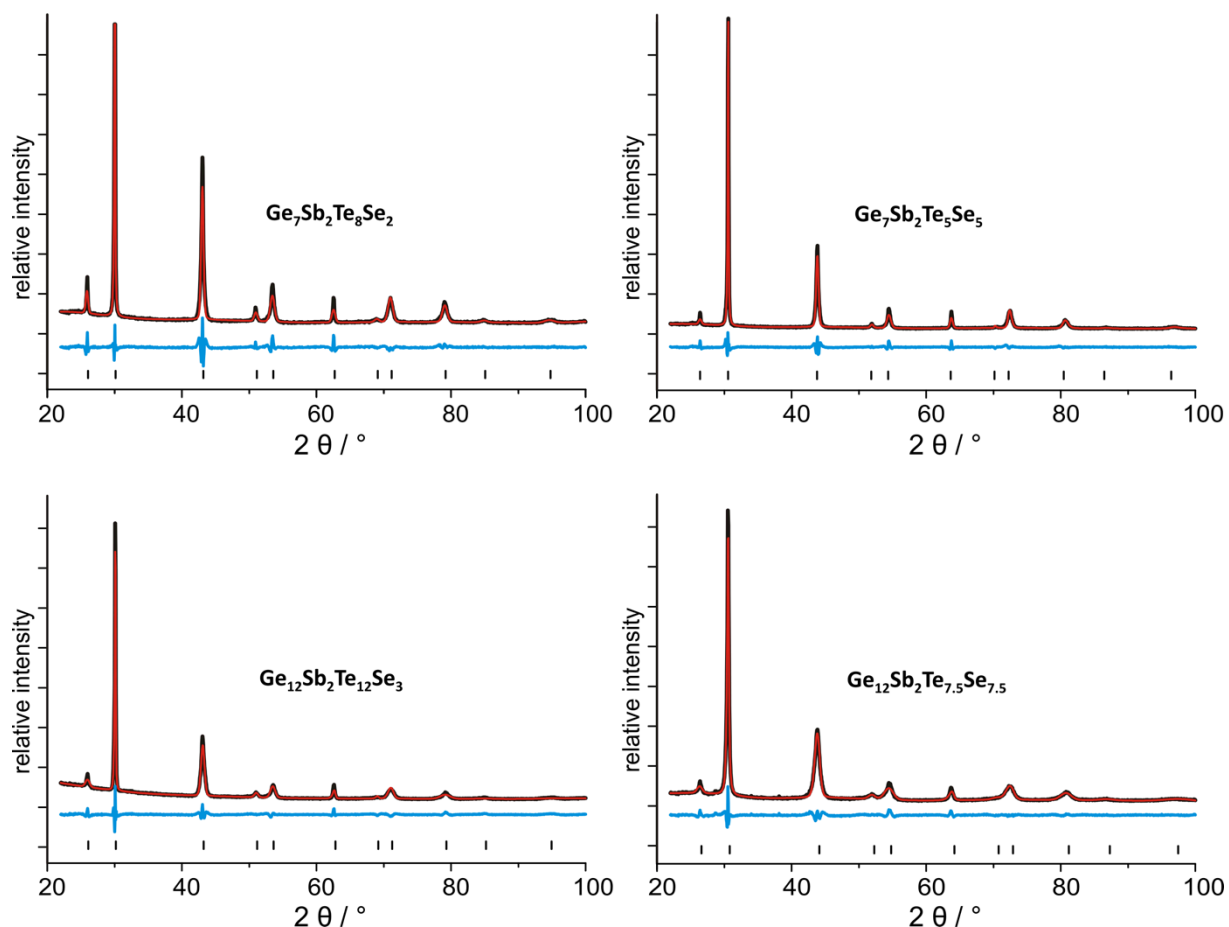 relative intensity
Ge₇Sb₂Te₈Se₂
20 40 60 80 100
2 θ / °
relative intensity
Ge₇Sb₂Te₅Se₅
20 40 60 80 100
2 θ / °
relative intensity
Ge₁₂Sb₂Te₁₂Se₃
20 40 60 80 100
2 θ / °
relative intensity
Ge₁₂Sb₂Te₇.₅Se₇.₅
20 40 60 80 100
2 θ / °